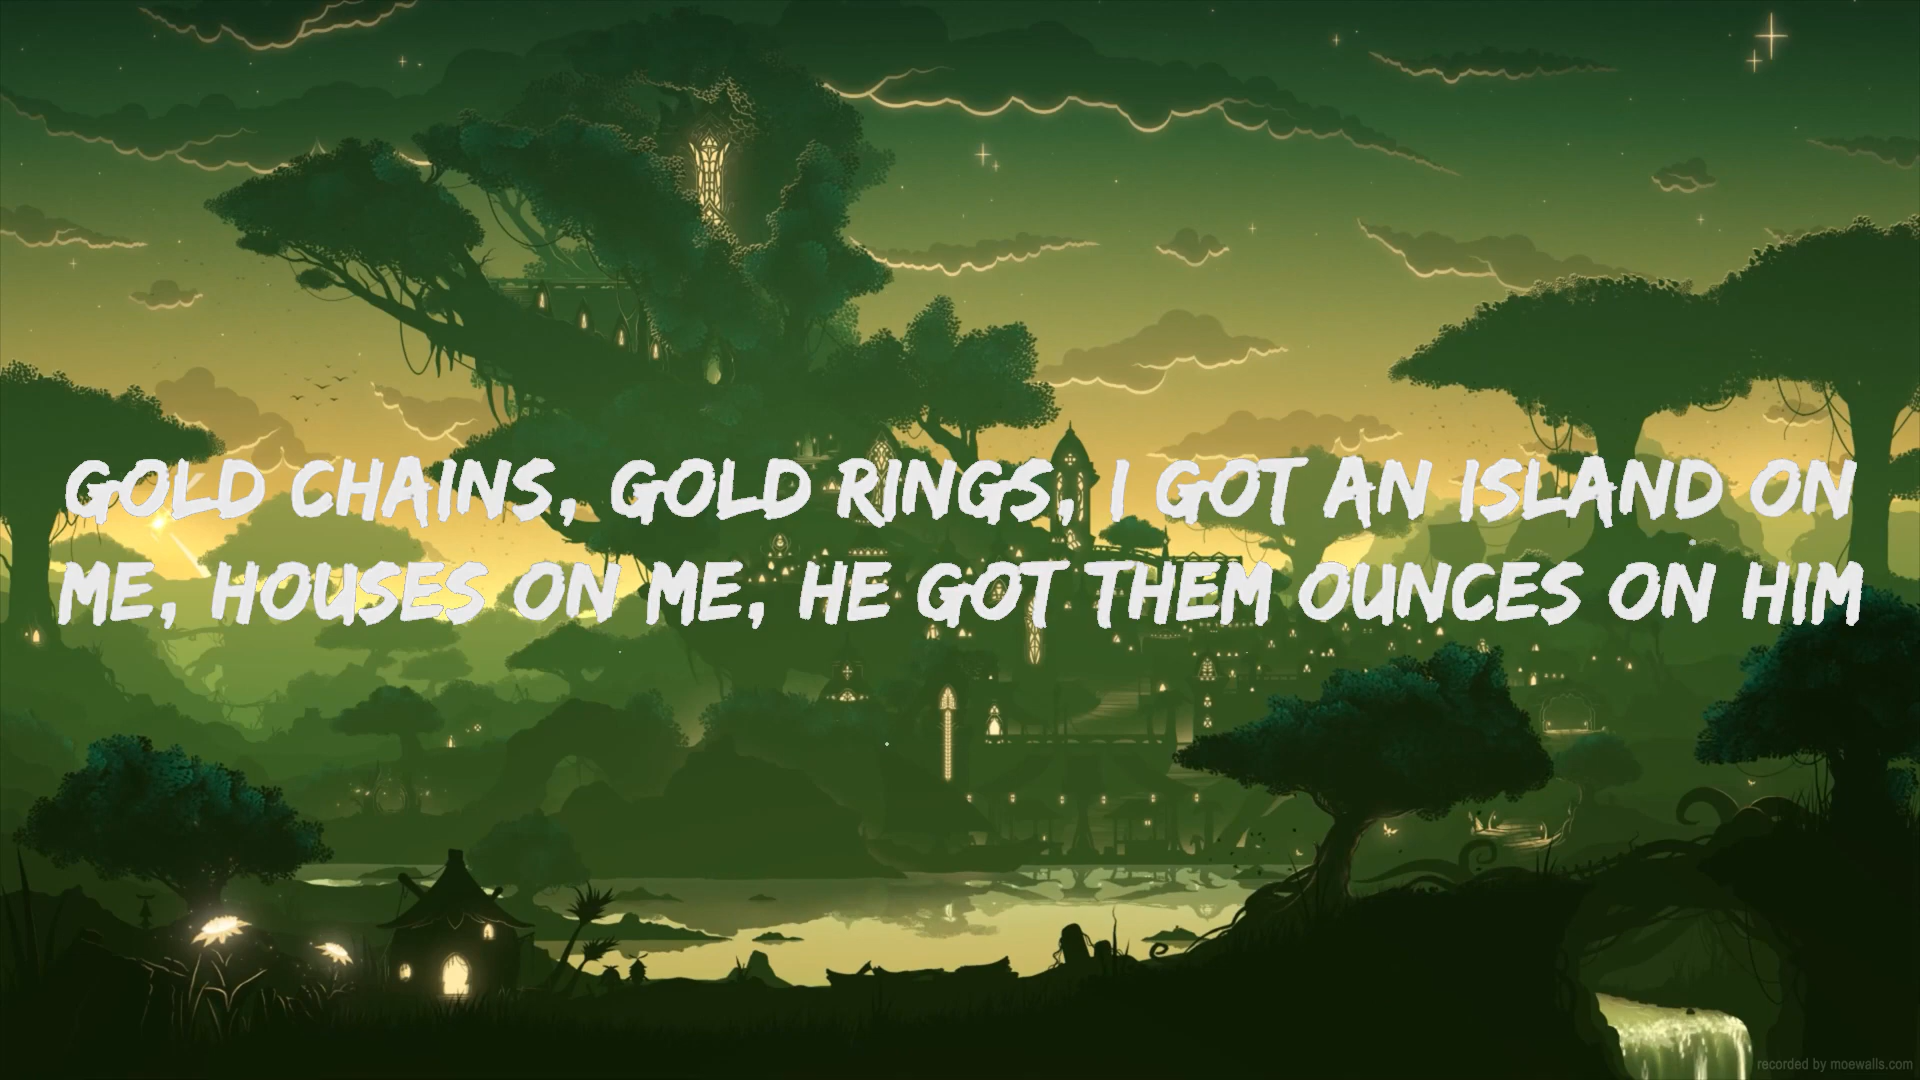 GOLD CHAINS, GOLD RINGS, I GOT AN ISLAND ON
ME, HOUSES ON ME, HE GOT THEM OUNCES ON HIM
recorded by moewalls.com